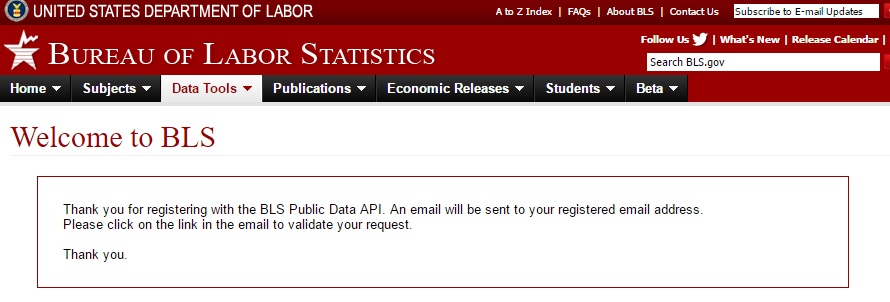 UNITED STATES DEPARTMENT OF LABOR
A to Z Index | FAQs | About BLS | Contact Us Subscribe to E-mail Updates
BUREAU OF LABOR STATISTICS
Follow Us | What's New | Release Calendar |
Search BLS.gov
Home Subjects Data Tools Publications Economic Releases Students Beta
Welcome to BLS
Thank you for registering with the BLS Public Data API. An email will be sent to your registered email address.
Please click on the link in the email to validate your request.
Thank you.